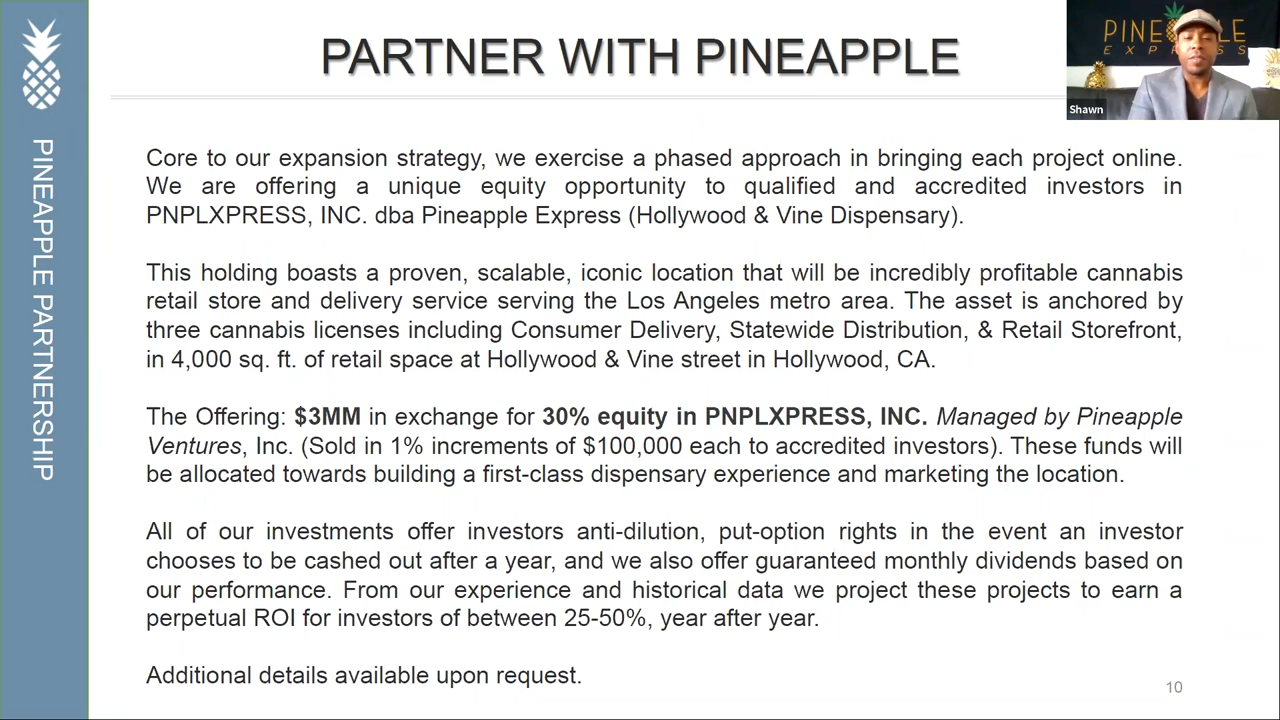 PARTNER WITH PINEAPPLE
PINEAPPLE
EXPRESS
Shawn
PINEAPPLE PARTNERSHIP
Core to our expansion strategy, we exercise a phased approach in bringing each project online.
We are offering a unique equity opportunity to qualified and accredited investors in
PNPLXPRESS, INC. dba Pineapple Express (Hollywood & Vine Dispensary).
This holding boasts a proven, scalable, iconic location that will be incredibly profitable cannabis
retail store and delivery service serving the Los Angeles metro area. The asset is anchored by
three cannabis licenses including Consumer Delivery, Statewide Distribution, & Retail Storefront,
in 4,000 sq. ft. of retail space at Hollywood & Vine street in Hollywood, CA.
The Offering: $3MM in exchange for 30% equity in PNPLXPRESS, INC. Managed by Pineapple
Ventures, Inc. (Sold in 1% increments of $100,000 each to accredited investors). These funds will
be allocated towards building a first-class dispensary experience and marketing the location.
All of our investments offer investors anti-dilution, put-option rights in the event an investor
chooses to be cashed out after a year, and we also offer guaranteed monthly dividends based on
our performance. From our experience and historical data we project these projects to earn a
perpetual ROI for investors of between 25-50%, year after year.
Additional details available upon request.
10